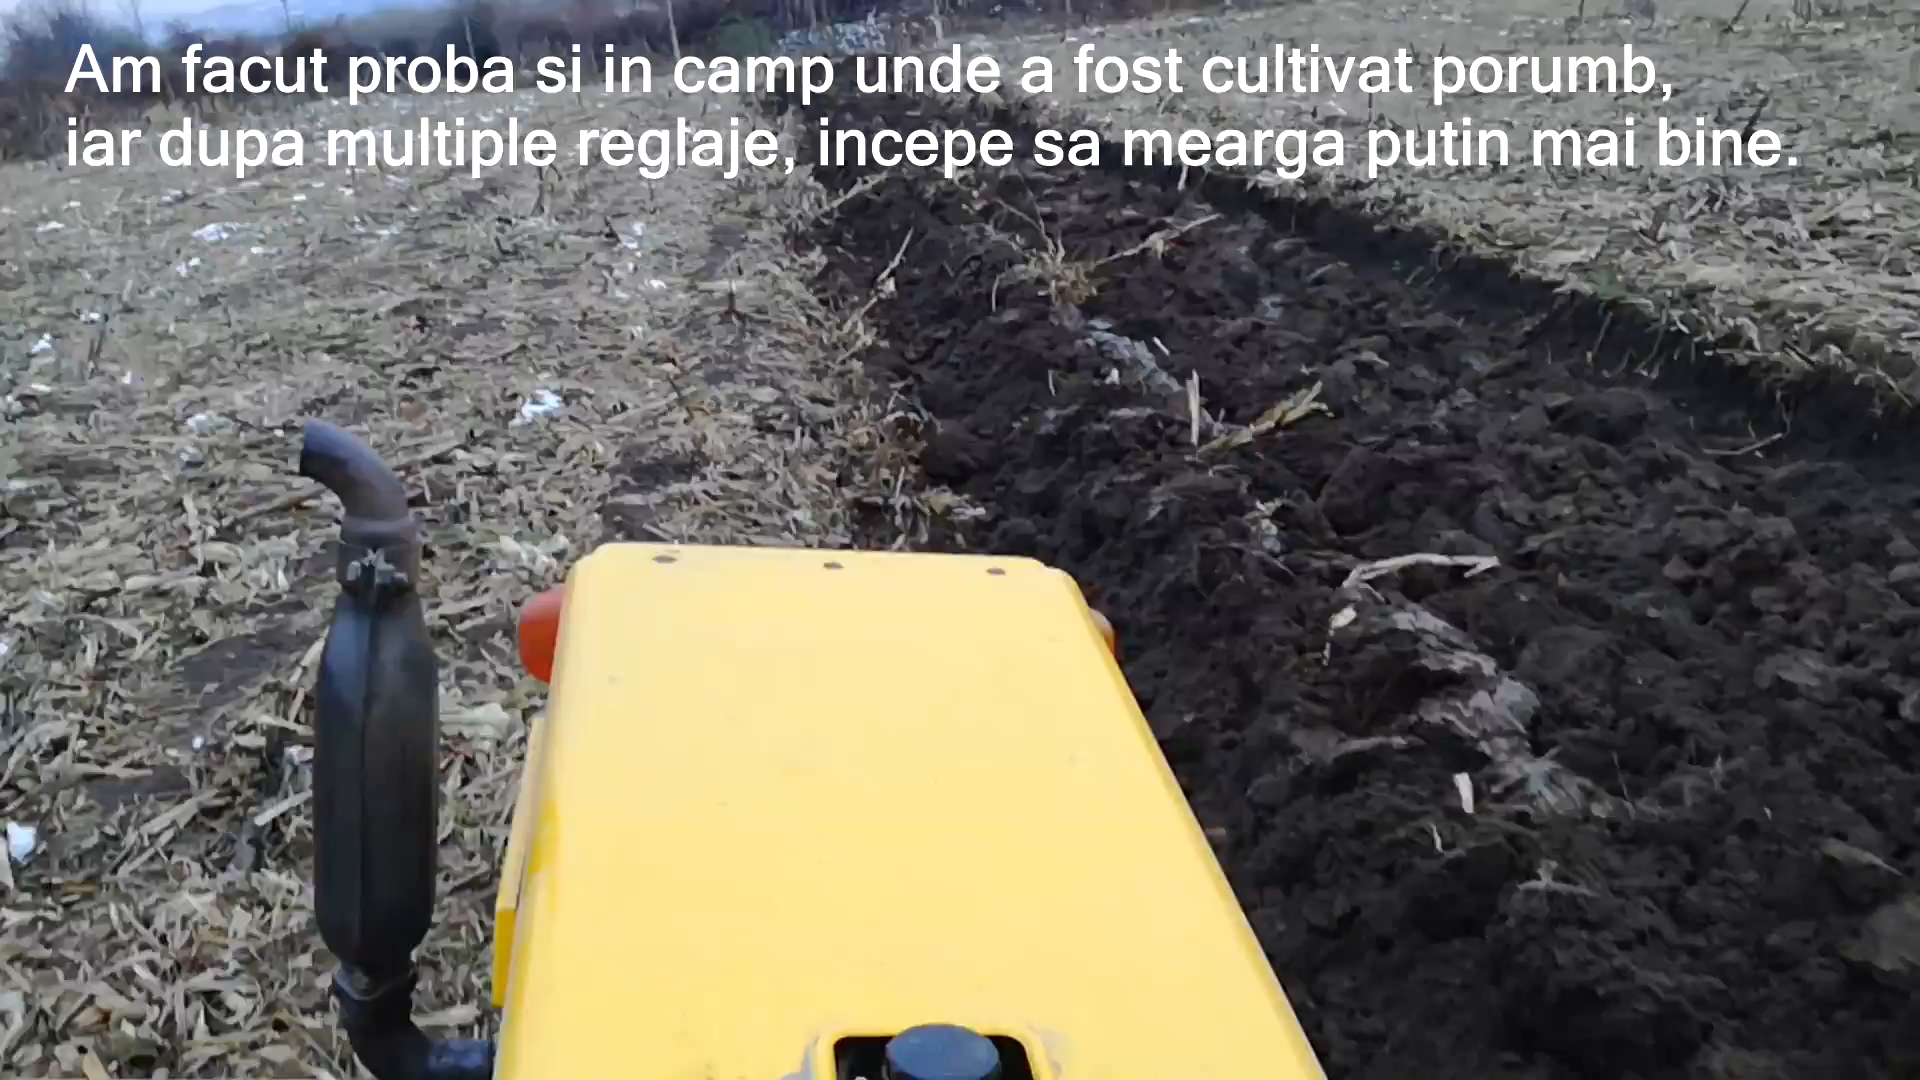 Am facut proba si in camp unde a fost cultivat porumb,
iar dupa multiple reglaje, incepe sa mearga putin mai bine.